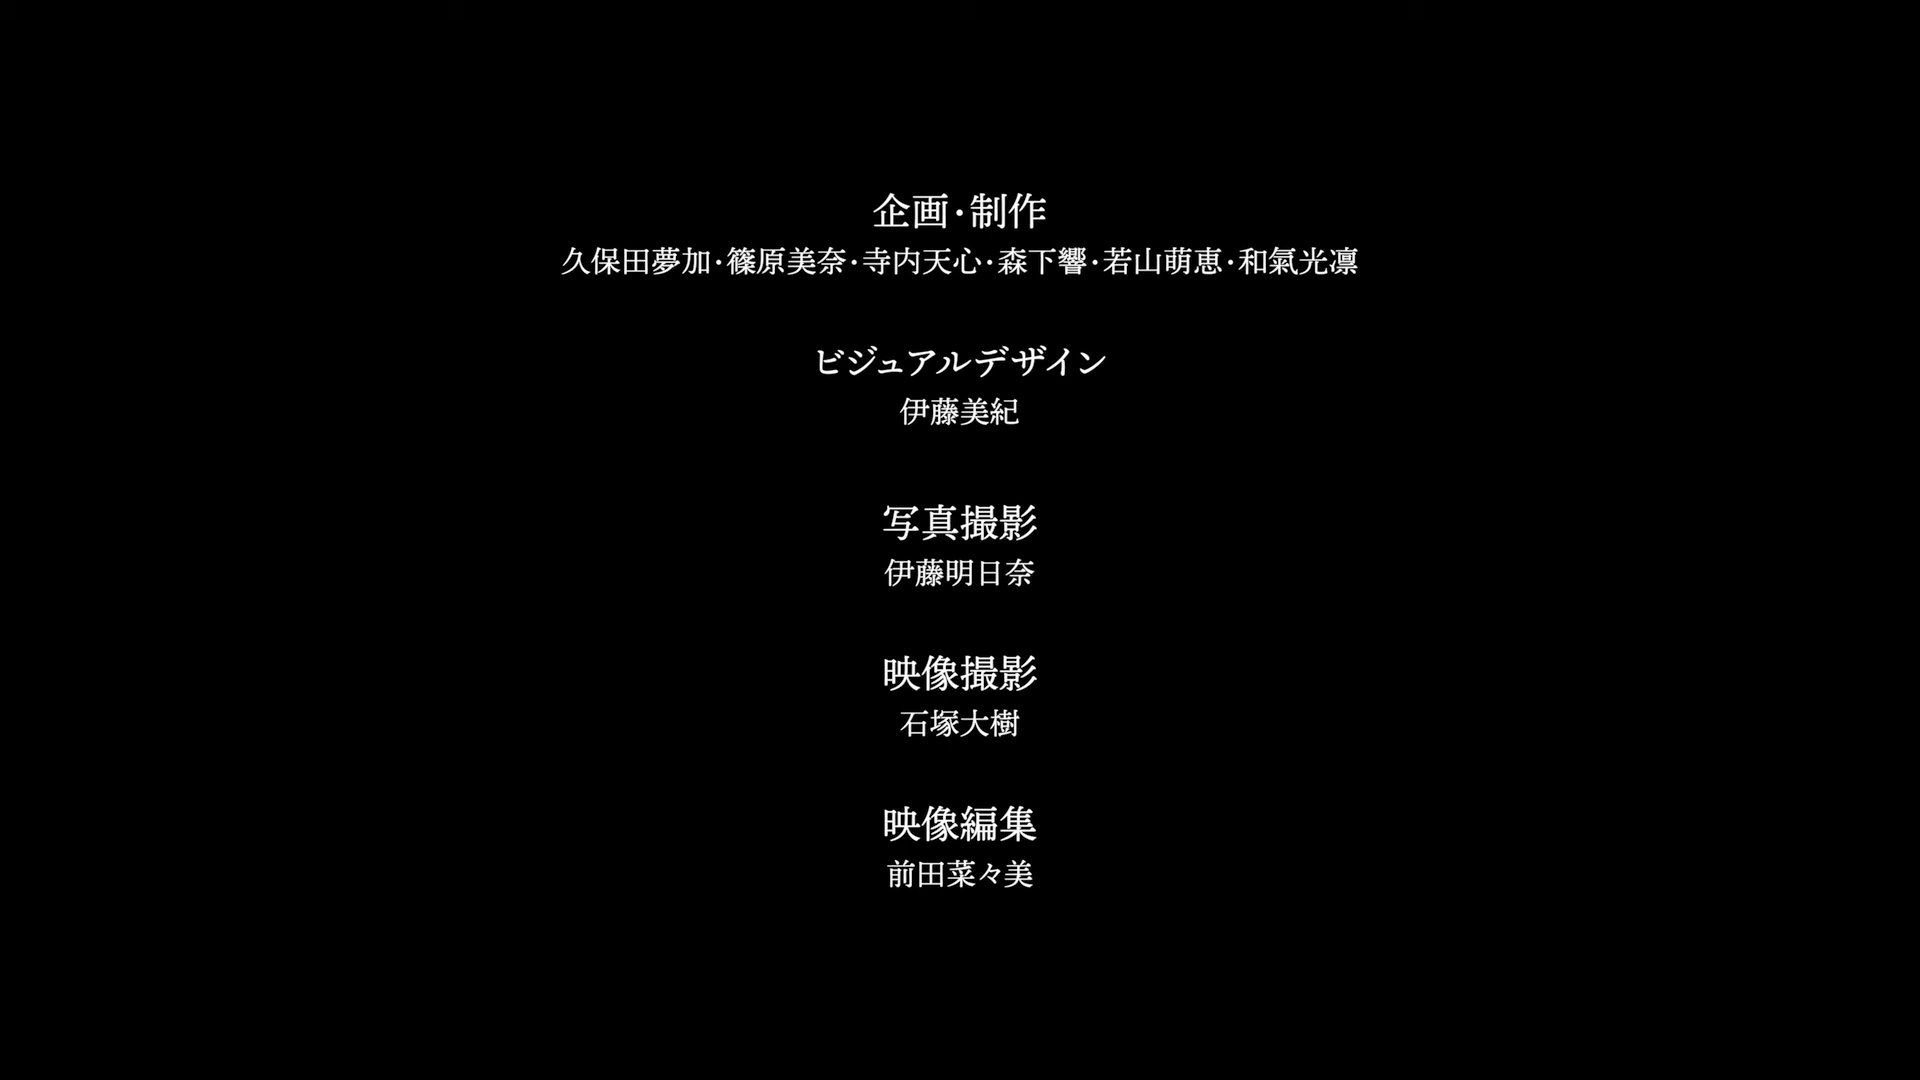 企画・制作
久保田夢加・篠原美奈・寺内天心・森下響・若山萌恵・和氣光凛
ビジュアルデザイン
伊藤美紀
写真撮影
伊藤明日奈
映像撮影
石塚大樹
映像編集
前田菜々美